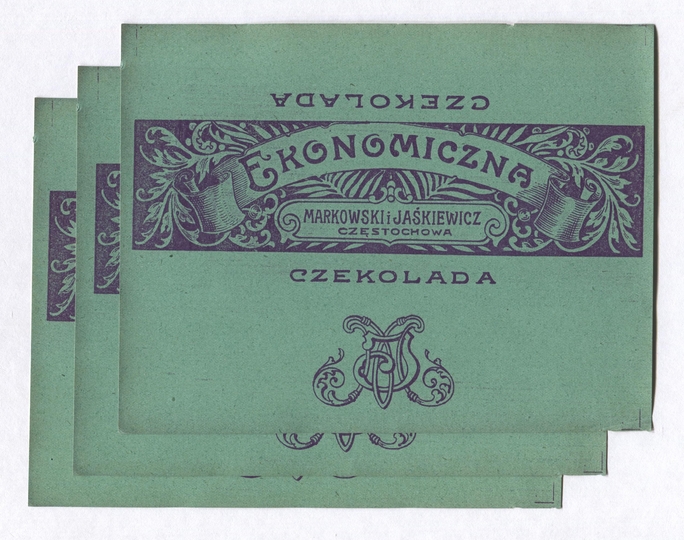 CZEKOLADA
EKONOMICZNA
MARKOWSKI i JAŚKIEWICZ
CZĘSTOCHOWA
CZEKOLADA